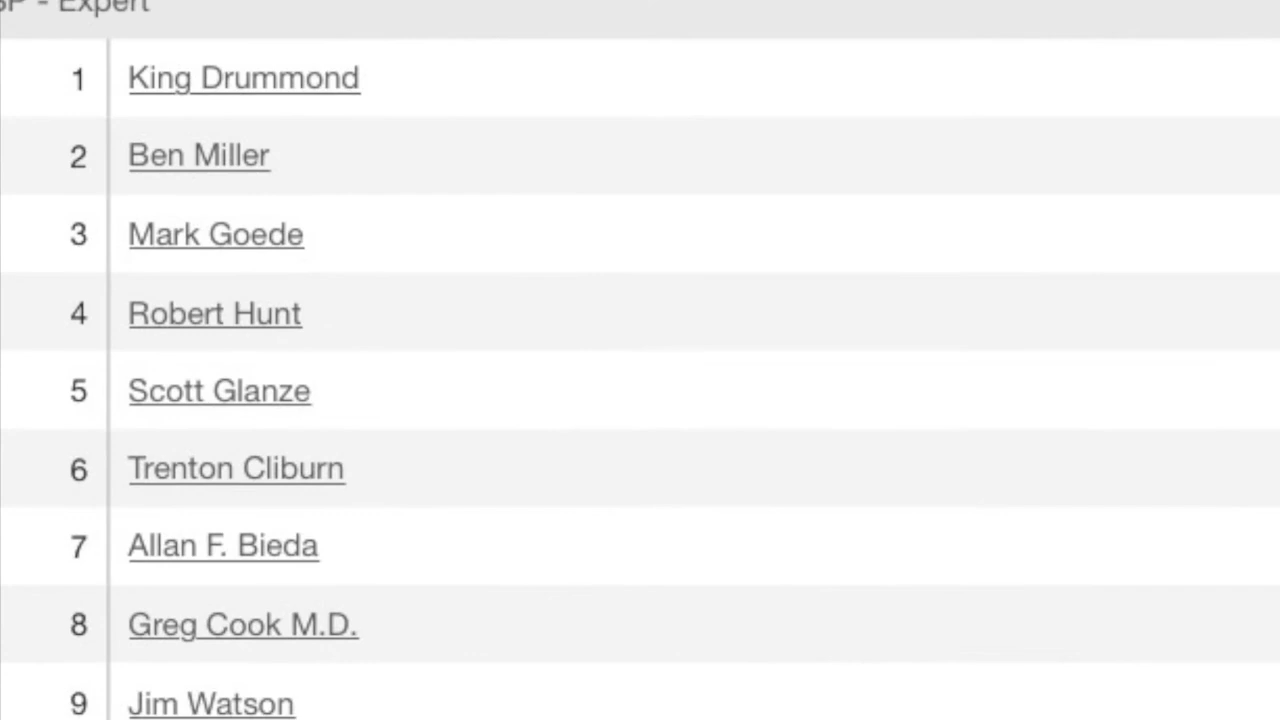 - Expert
1 King Drummond
2 Ben Miller
3 Mark Goede
4 Robert Hunt
5 Scott Glanze
6 Trenton Cliburn
7 Allan F. Bieda
8 Greg Cook M.D.
9 Jim Watson